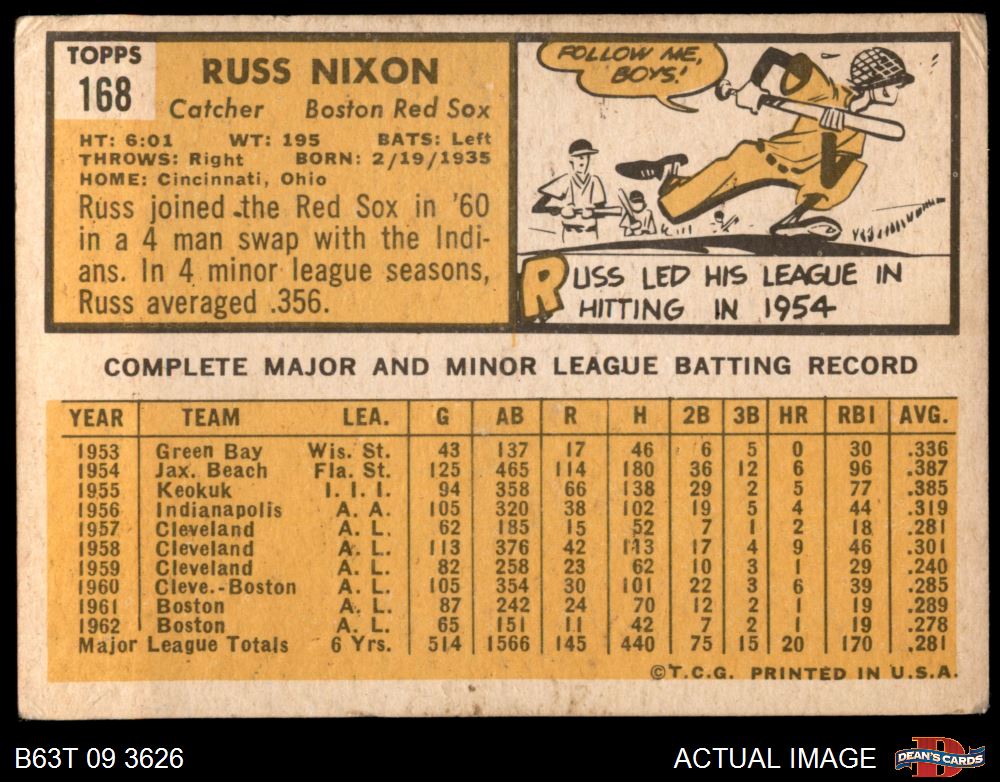 TOPPS
168
RUSS NIXON
Catcher Boston Red Sox
HT: 6:01 WT: 195 BATS: Left
THROWS: Right BORN: 2/19/1935
HOME: Cincinnati, Ohio
Russ joined the Red Sox in '60
in a 4 man swap with the Indi-
ans. In 4 minor league seasons,
Russ averaged .356.
FOLLOW ME,
BOYS!
RUSS LED HIS LEAGUE IN
HITTING IN 1954
COMPLETE MAJOR AND MINOR LEAGUE BATTING RECORD
YEAR TEAM LEA. G AB R H 2B 3B HR RBI AVG.
1953 Green Bay Wis. St. 43 137 17 46 6 5 0 30 .336
1954 Jax. Beach Fla. St. 125 465 114 180 36 12 6 96 .387
1955 Keokuk I. I. I. 94 358 66 138 29 2 5 77 .385
1956 Indianapolis A. A. 105 320 38 102 19 5 4 44 .319
1957 Cleveland A. L. 62 185 15 52 7 1 2 18 .281
1958 Cleveland A. L. 113 376 42 113 17 4 9 46 .301
1959 Cleveland A. L. 82 258 23 62 10 3 1 29 .240
1960 Cleve.-Boston A. L. 105 354 30 101 22 3 6 39 .285
1961 Boston A. L. 87 242 24 70 12 2 1 19 .289
1962 Boston A. L. 65 151 11 42 7 2 1 19 .278
Major League Totals 6 Yrs. 514 1566 145 440 75 15 20 170 .281
©T.C.G. PRINTED IN U.S.A.
B63T 09 3626
ACTUAL IMAGE
D
DEAN'S CARDS